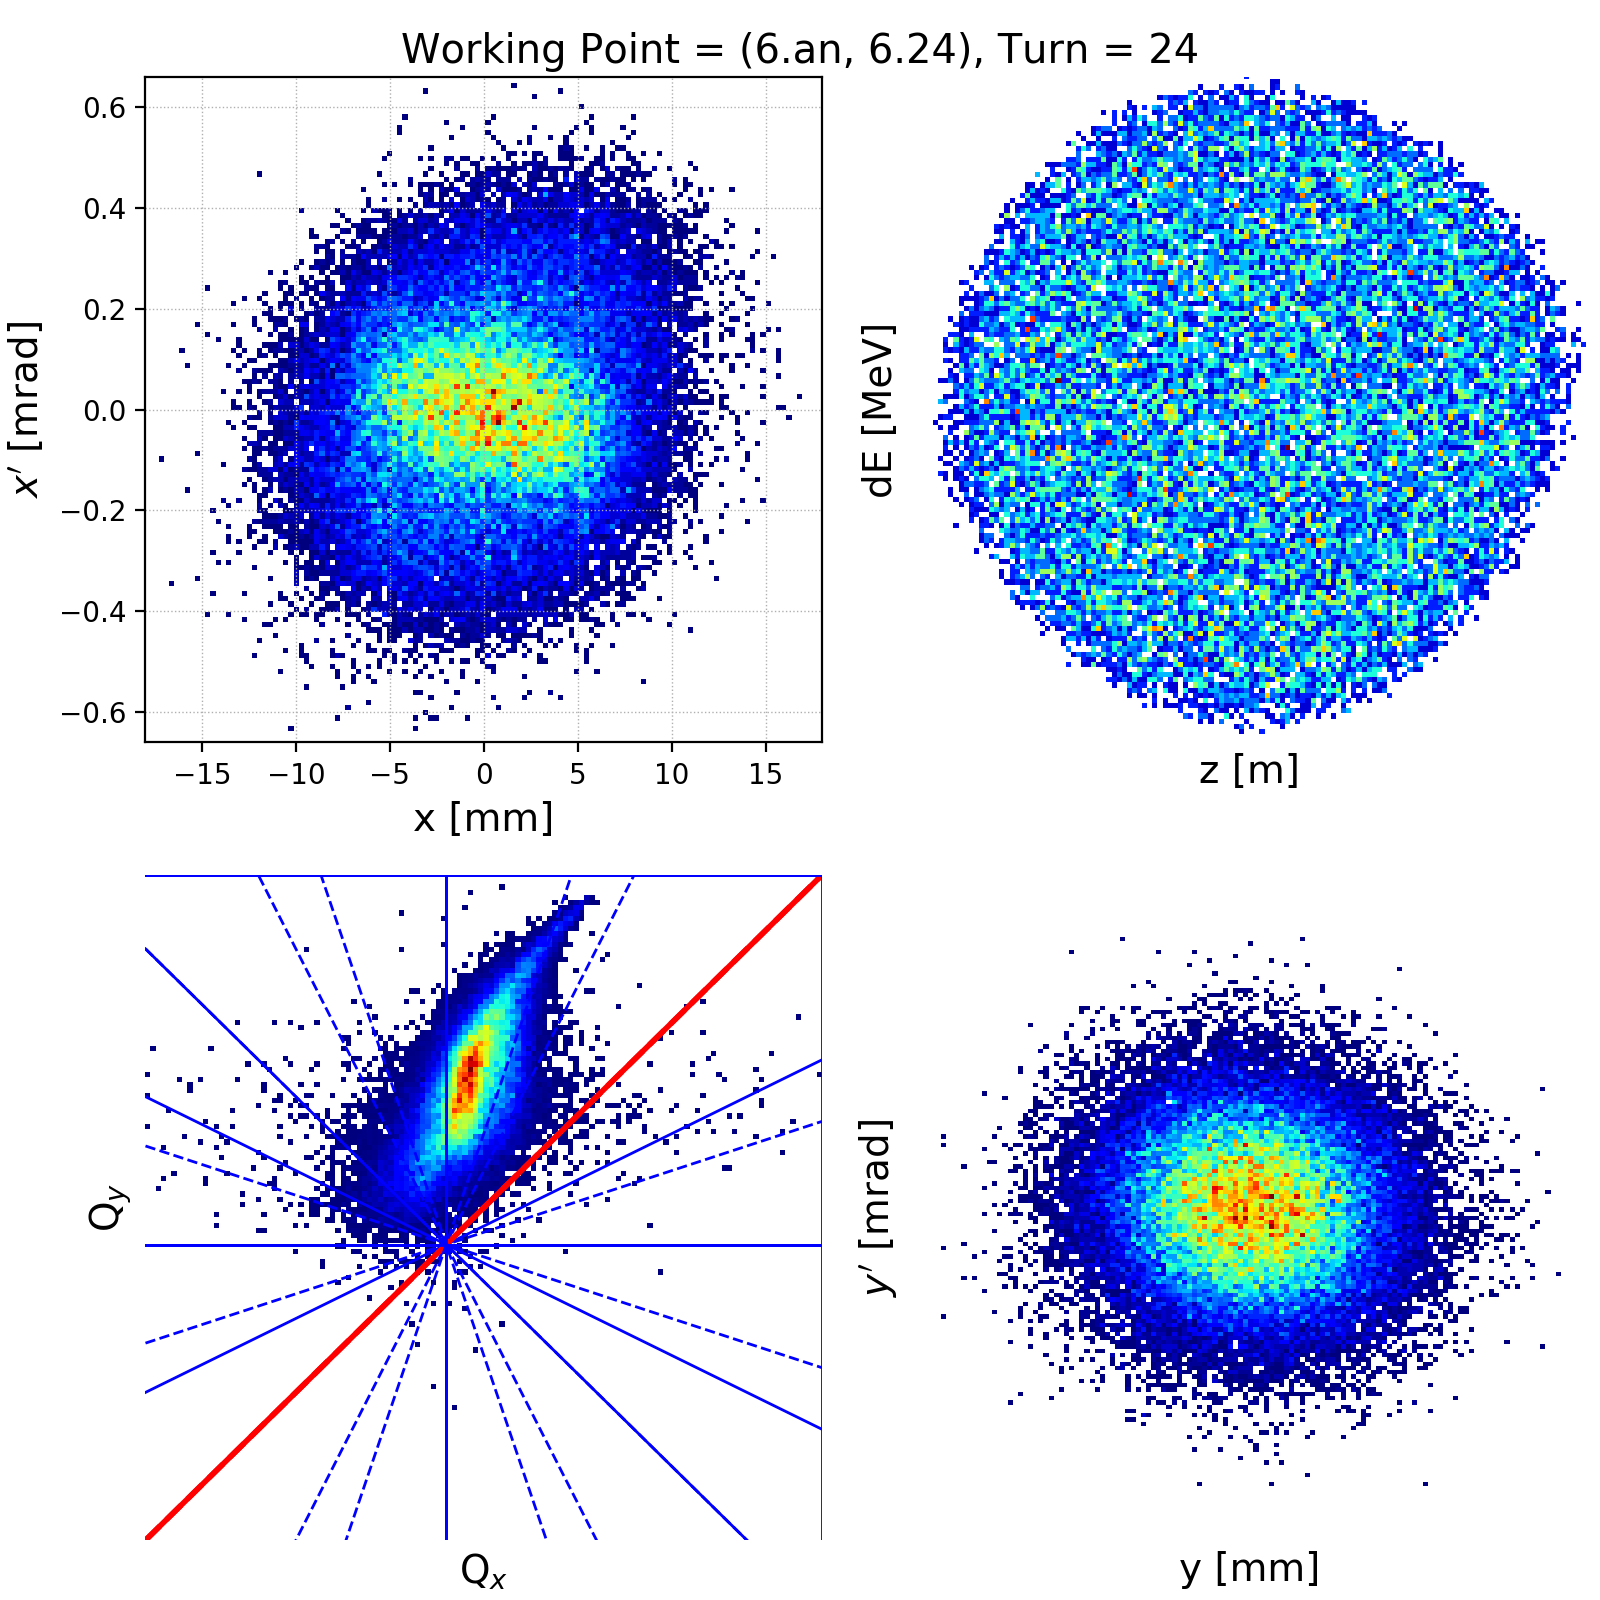 Working Point = (6.an, 6.24), Turn = 24
0.6
0.4
0.2
0.0
−0.2
−0.4
−0.6
x′ [mrad]
−15 −10 −5 0 5 10 15
x [mm]
dE [MeV]
z [m]
Qy
Qx
y′ [mrad]
y [mm]